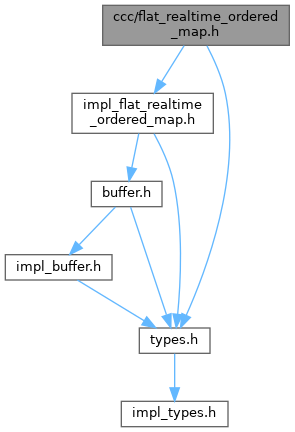 ccc/flat_realtime_ordered
_map.h
impl_flat_realtime
_ordered_map.h
buffer.h
impl_buffer.h
types.h
impl_types.h